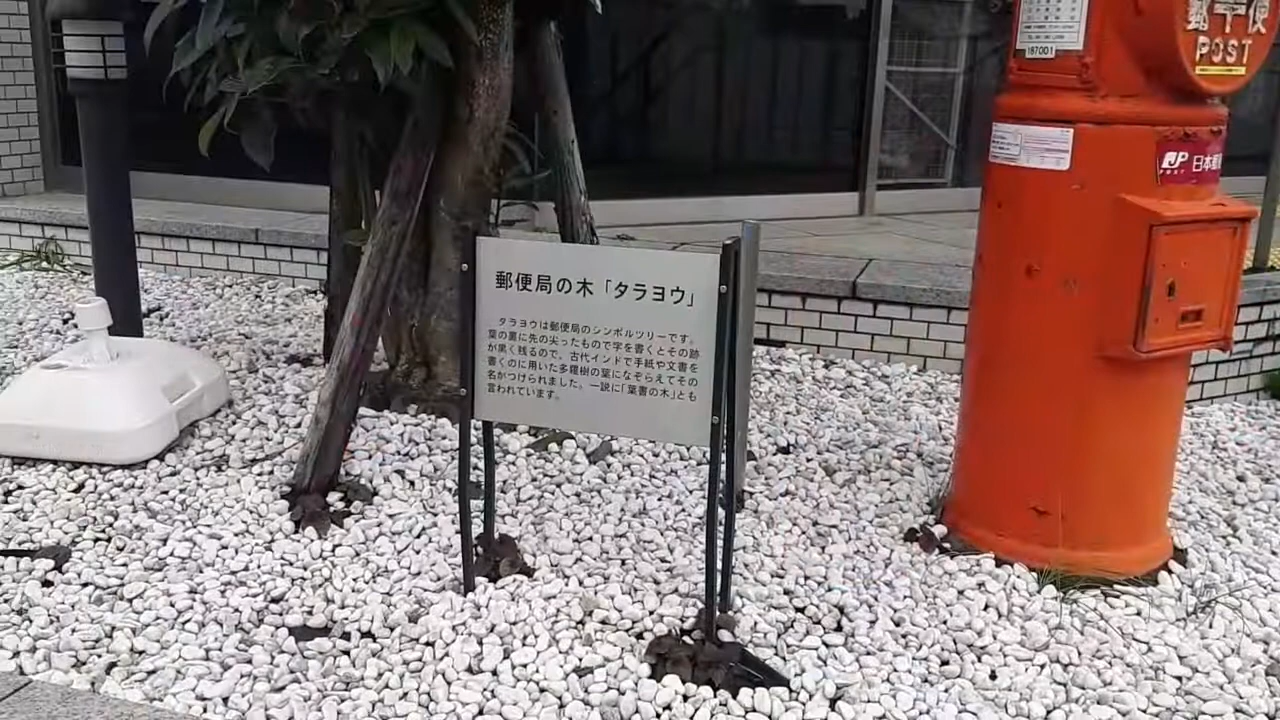 郵便局の木「タラヨウ」
タラヨウは郵便局のシンボルツリーです。
葉の裏に先の尖ったもので字を書くとその跡
が黒く残るので、古代インドで手紙や文書を
書くのに用いた多羅樹の葉になぞらえてその
名がつけられました。一説に「葉書の木」とも
言われています。
郵便
POST
187001
JP
POST
日本郵